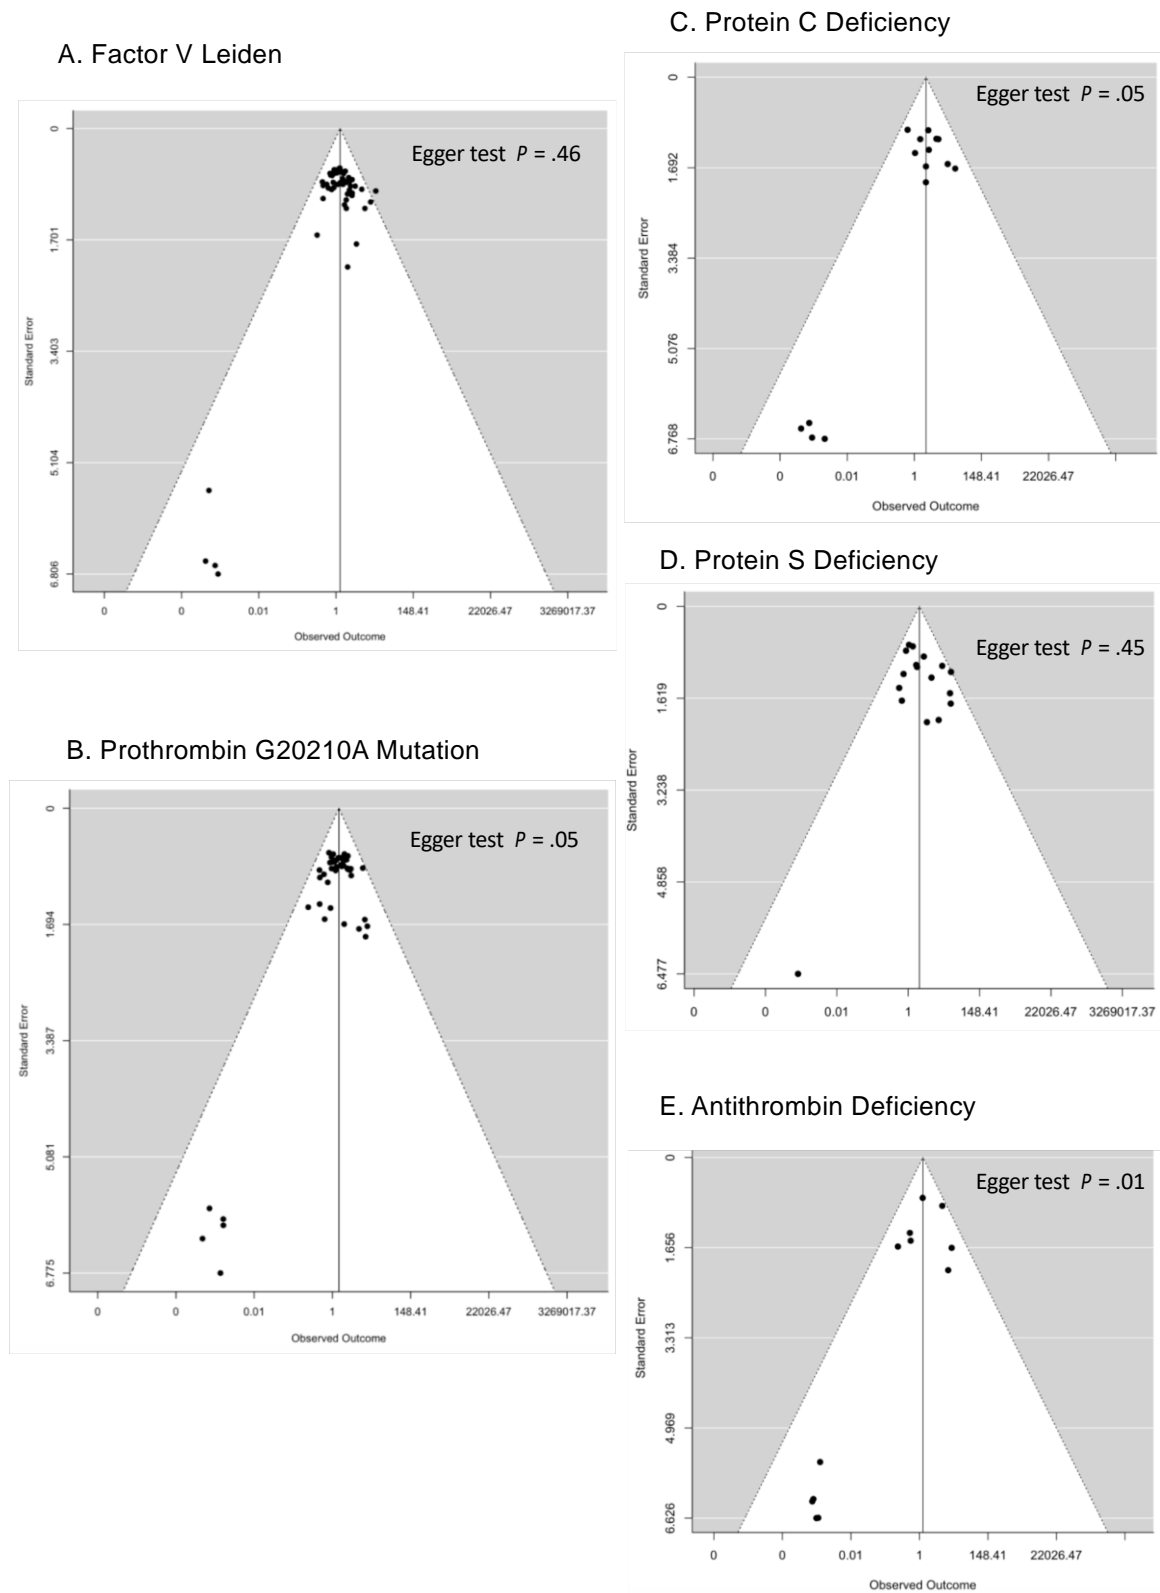 A. Factor V Leiden
Egger test P = .46
0
1.701
3.403
5.104
6.806
Standard Error
0 0 0.01 1 148.41 22026.47 3269017.37
Observed Outcome
B. Prothrombin G20210A Mutation
Egger test P = .05
0
1.694
3.387
5.081
6.775
Standard Error
0 0 0.01 1 148.41 22026.47 3269017.37
Observed Outcome
C. Protein C Deficiency
Egger test P = .05
0
1.692
3.384
5.076
6.768
Standard Error
0 0 0.01 1 148.41 22026.47
Observed Outcome
D. Protein S Deficiency
Egger test P = .45
0
1.619
3.238
4.858
6.477
Standard Error
0 0 0.01 1 148.41 22026.47 3269017.37
E. Antithrombin Deficiency
Egger test P = .01
0
1.656
3.313
4.969
6.626
Standard Error
0 0 0.01 1 148.41 22026.47
Observed Outcome